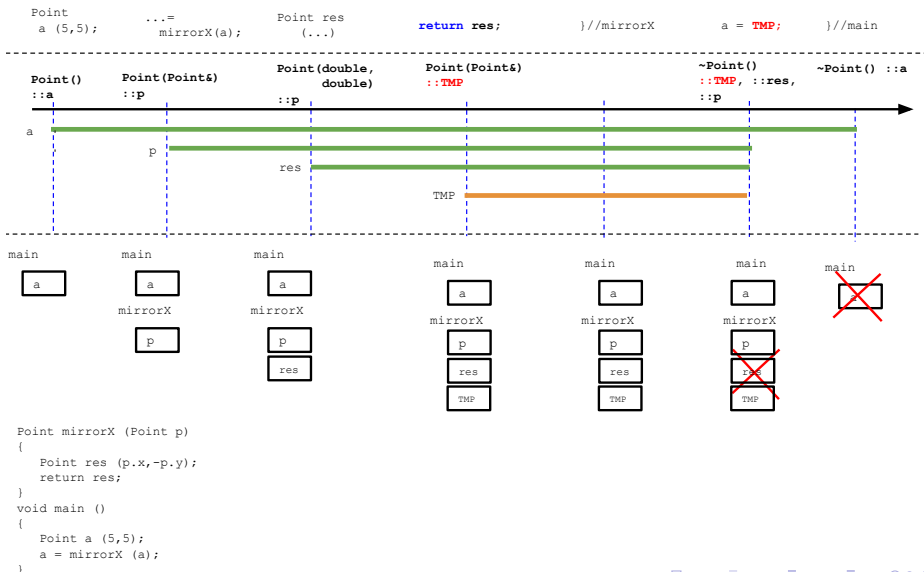 Point
a (5,5);
...=
mirrorX(a);
Point res
(...)
return res;
}//mirrorX
a = TMP;
}//main
Point()
::a
Point(Point&)
::p
Point(double,
double)
::p
Point(Point&)
::TMP
~Point()
::TMP, ::res,
::p
~Point() ::a
a
p
res
TMP
main
a
main
a
mirrorX
p
main
a
mirrorX
p
res
main
a
mirrorX
p
res
TMP
main
a
mirrorX
p
res
TMP
main
a
mirrorX
p
res
TMP
main
a
Point mirrorX (Point p)
{
Point res (p.x,-p.y);
return res;
}
void main ()
{
Point a (5,5);
a = mirrorX (a);
}